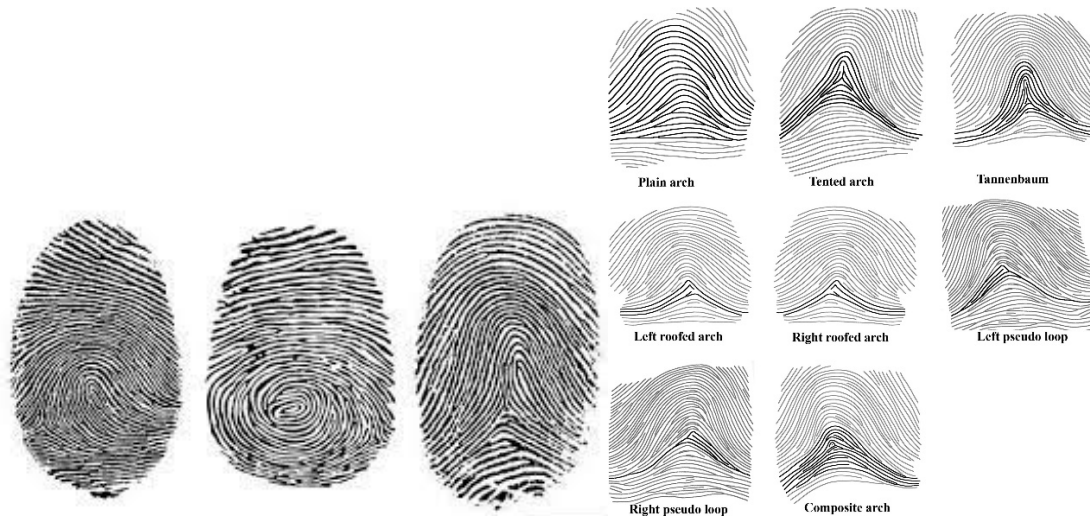 Plain arch
Tented arch
Tannenbaum
Left roofed arch
Right roofed arch
Left pseudo loop
Right pseudo loop
Composite arch